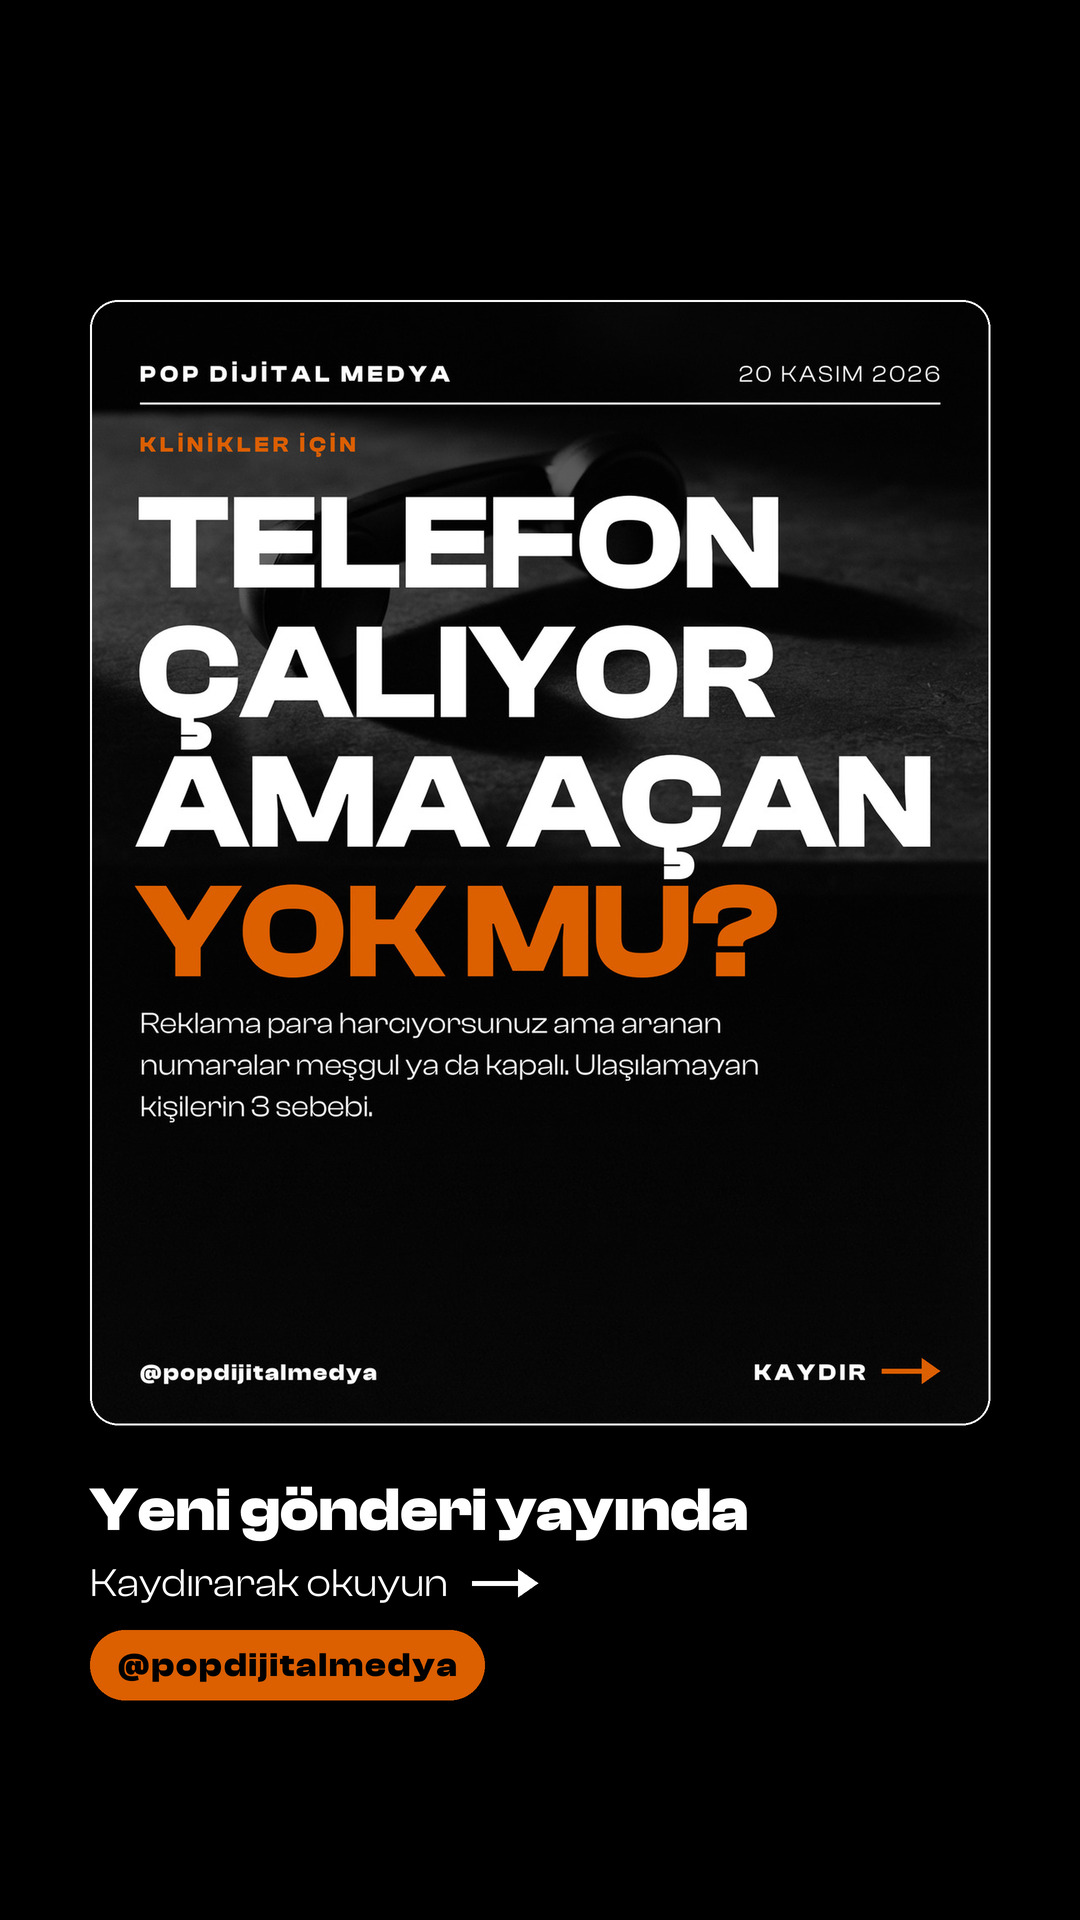 POP DİJİTAL MEDYA
20 KASIM 2026
KLİNİKLER İÇİN
TELEFON
ÇALIYOR
AMA AÇAN
YOK MU?
Reklama para harcıyorsunuz ama aranan
numaralar meşgul ya da kapalı. Ulaşılamayan
kişilerin 3 sebebi.
@popdijitalmedya
KAYDIR
Yeni gönderi yayında
Kaydırarak okuyun
@popdijitalmedya